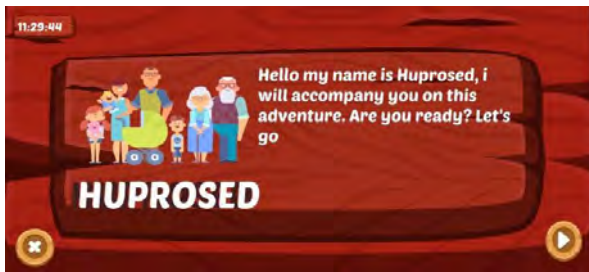 11:29:44
Hello my name is Huprosed, i
will accompany you on this
adventure. Are you ready? Let's
go
HUPROSED